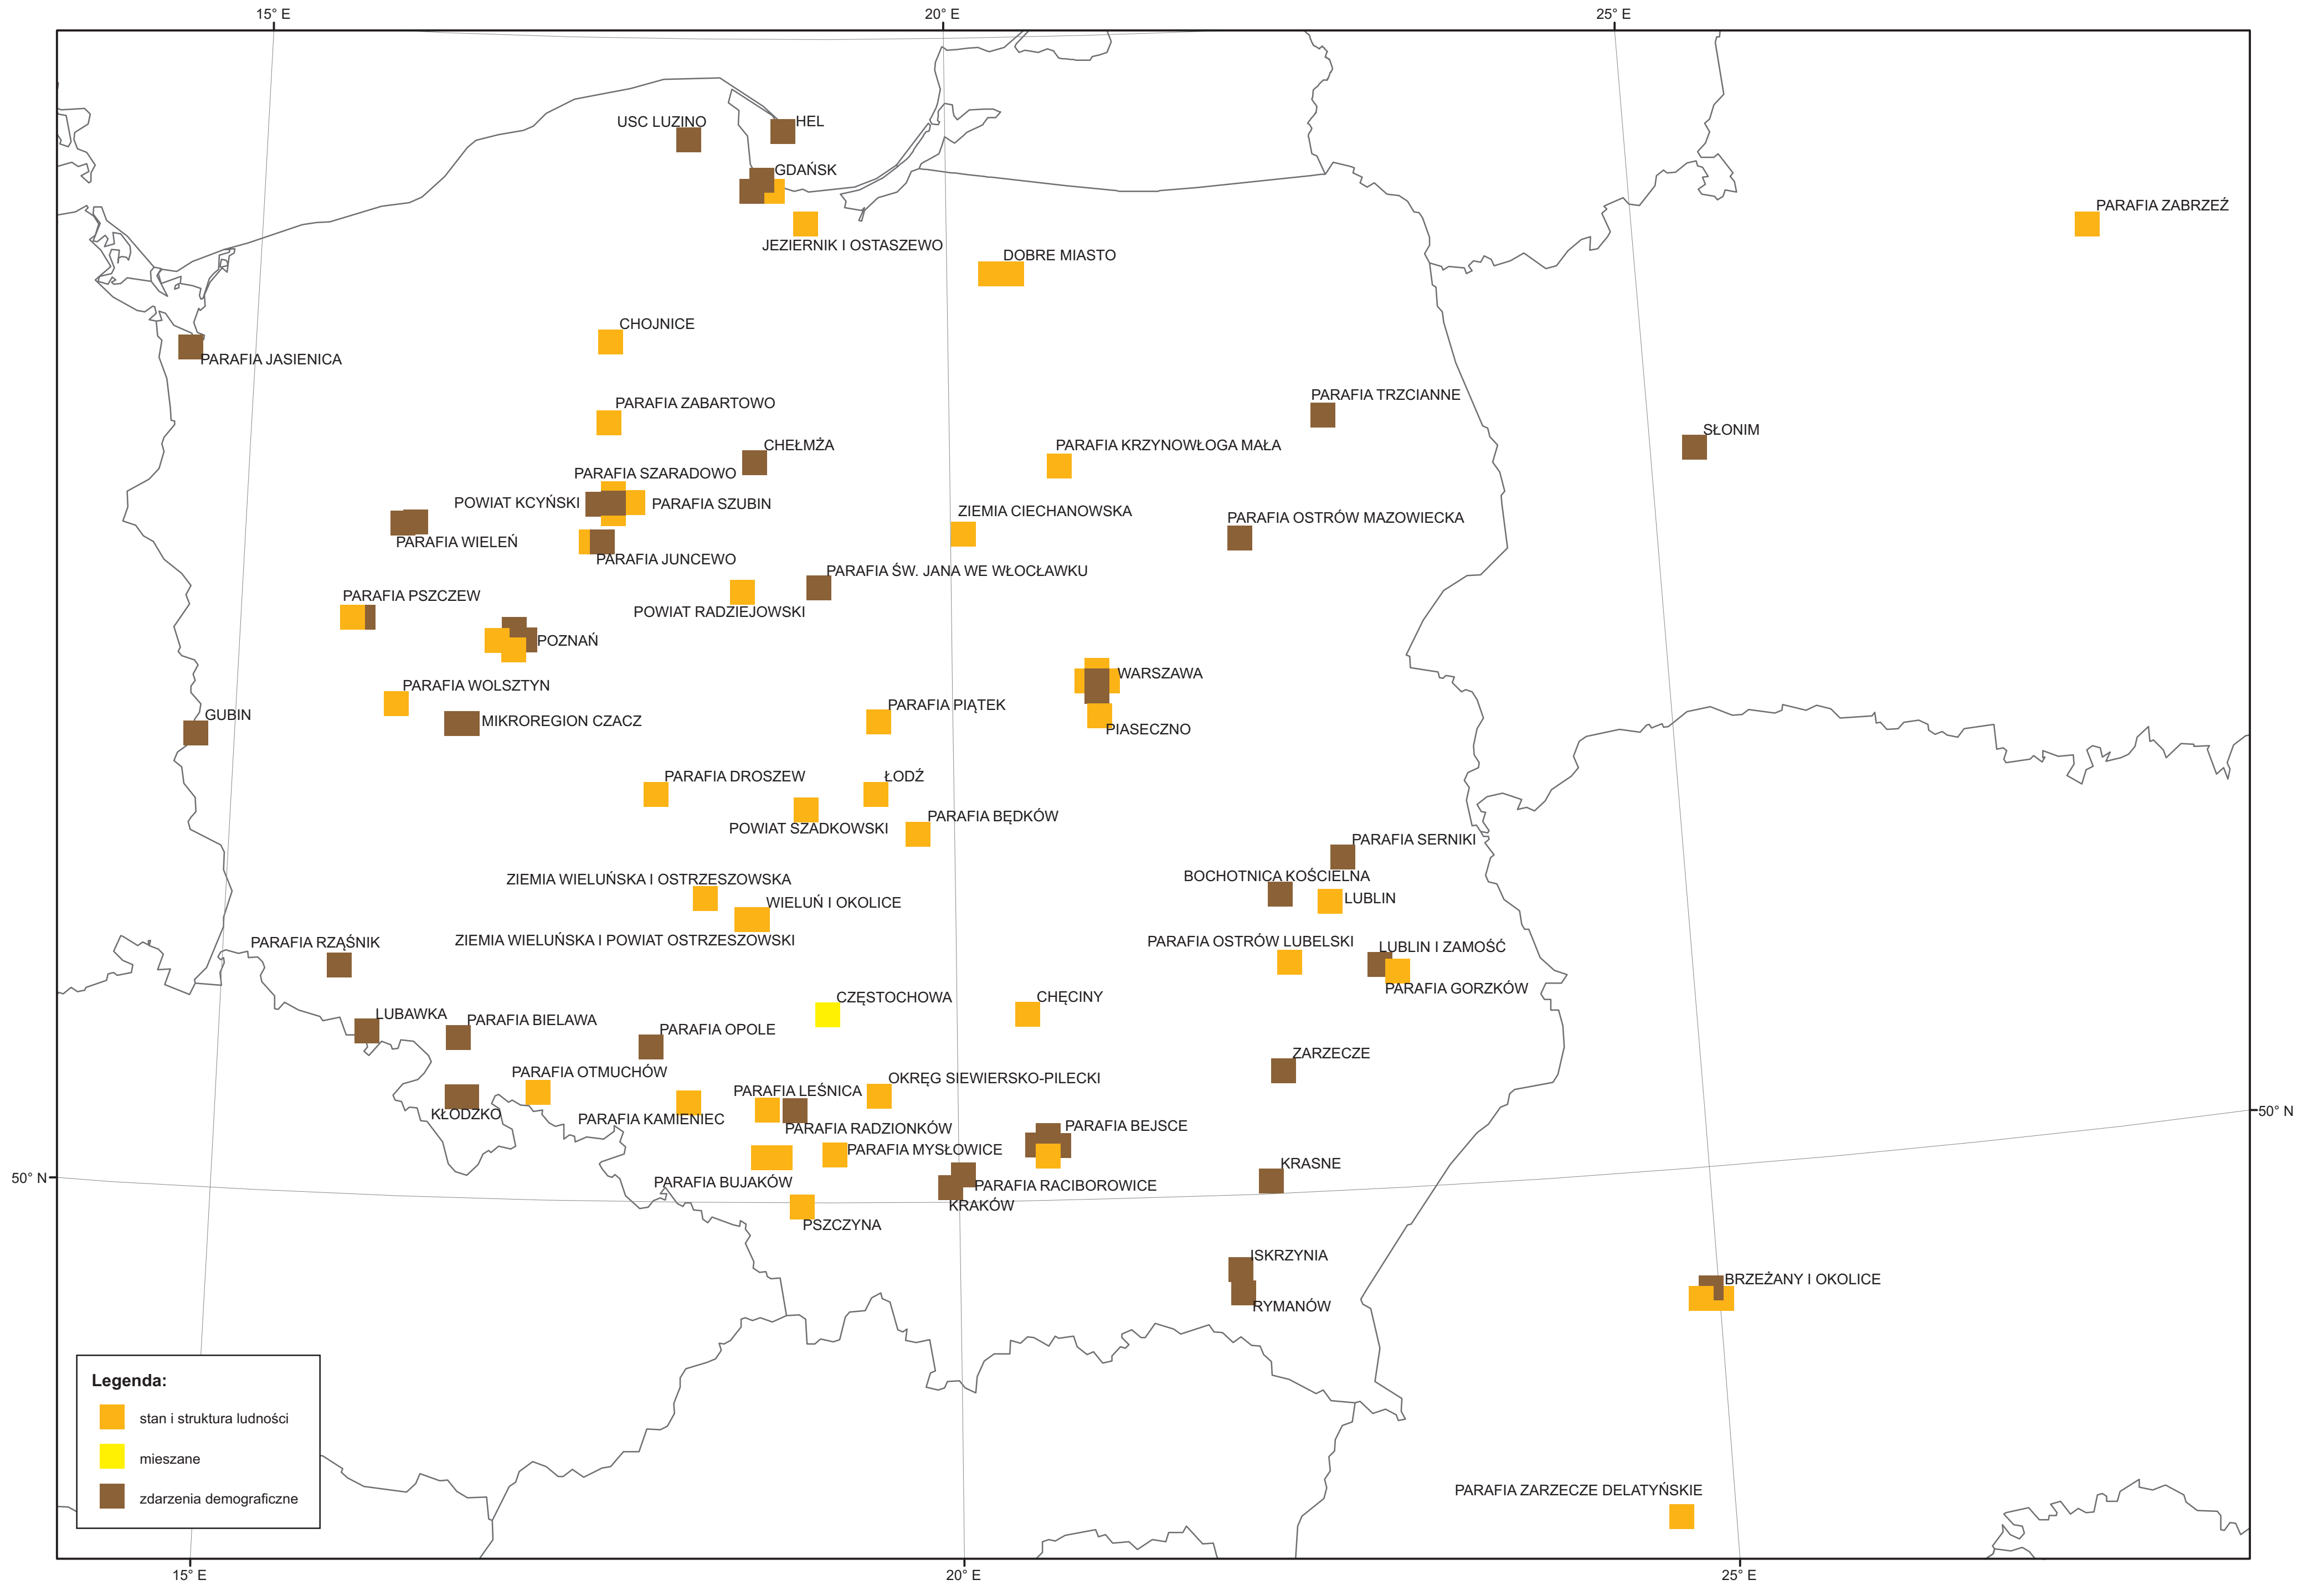 15° E
20° E
25° E
USC LUZINO
HEL
GDAŃSK
PARAFIA ZABRZEŹ
JEZIERNIK I OSTASZEWO
DOBRE MIASTO
CHOJNICE
PARAFIA JASIENICA
PARAFIA TRZCIANNE
PARAFIA ZABARTOWO
SŁONIM
CHEŁMŻA
PARAFIA KRZYNOWŁOGA MAŁA
PARAFIA SZARADOWO
POWIAT KCYŃSKI
PARAFIA SZUBIN
ZIEMIA CIECHANOWSKA
PARAFIA OSTRÓW MAZOWIECKA
PARAFIA WIELEŃ
PARAFIA JUNCEWO
PARAFIA ŚW. JANA WE WŁOCŁAWKU
PARAFIA PSZCZEW
POWIAT RADZIEJOWSKI
POZNAŃ
WARSZAWA
PARAFIA WOLSZTYN
PARAFIA PIĄTEK
GUBIN
MIKROREGION CZACZ
PIASECZNO
PARAFIA DROSZEW
ŁODŹ
PARAFIA BĘDKÓW
POWIAT SZADKOWSKI
PARAFIA SERNIKI
BOCHOTNICA KOŚCIELNA
ZIEMIA WIELUŃSKA I OSTRZESZOWSKA
LUBLIN
WIELUŃ I OKOLICE
ZIEMIA WIELUŃSKA I POWIAT OSTRZESZOWSKI
PARAFIA RZĄŚNIK
PARAFIA OSTRÓW LUBELSKI
LUBLIN I ZAMOŚĆ
PARAFIA GORZKÓW
CZĘSTOCHOWA
CHĘCINY
LUBAWKA
PARAFIA BIELAWA
PARAFIA OPOLE
ZARZECZE
PARAFIA OTMUCHÓW
OKRĘG SIEWIERSKO-PILECKI
PARAFIA LEŚNICA
KŁODZKO
PARAFIA KAMIENIEC
50° N
PARAFIA RADZIONKÓW
PARAFIA BEJSCE
PARAFIA MYSŁOWICE
KRASNE
50° N
PARAFIA BUJAKÓW
PARAFIA RACIBOROWICE
KRAKÓW
PSZCZYNA
ISKRZYNIA
BRZEŻANY I OKOLICE
RYMANÓW
Legenda:
stan i struktura ludności
mieszane
zdarzenia demograficzne
PARAFIA ZARZECZE DELATYŃSKIE
15° E
20° E
25° E